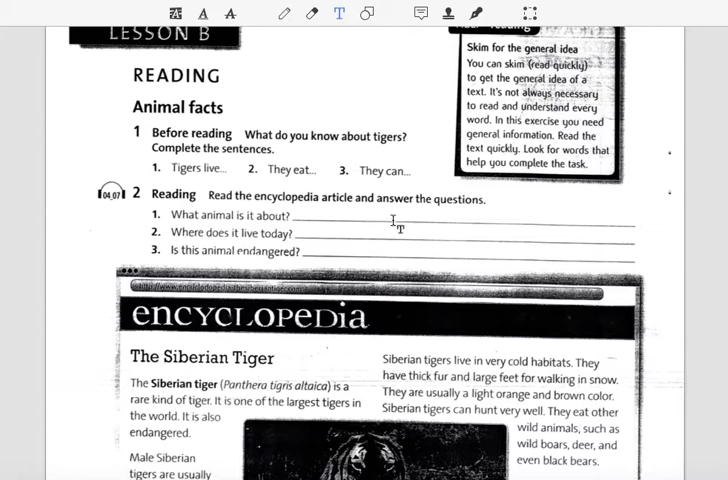 LESSON B
READING
Animal facts
1 Before reading What do you know about tigers?
Complete the sentences.
1. Tigers live... 2. They eat... 3. They can...
Skim for the general idea
You can skim (read quickly)
to get the general idea of a
text. It's not always necessary
to read and understand every
word. In this exercise you need
general information. Read the
text quickly. Look for words that
help you complete the task.
04,07 2 Reading Read the encyclopedia article and answer the questions.
1. What animal is it about?
2. Where does it live today?
3. Is this animal endangered?
encyclopedia
The Siberian Tiger
The Siberian tiger (Panthera tigris altaica) is a
rare kind of tiger. It is one of the largest tigers in
the world. It is also
endangered.
Male Siberian
tigers are usually
Siberian tigers live in very cold habitats. They
have thick fur and large feet for walking in snow.
They are usually a light orange and brown color.
Siberian tigers can hunt very well. They eat other
wild animals, such as
wild boars, deer, and
even black bears.